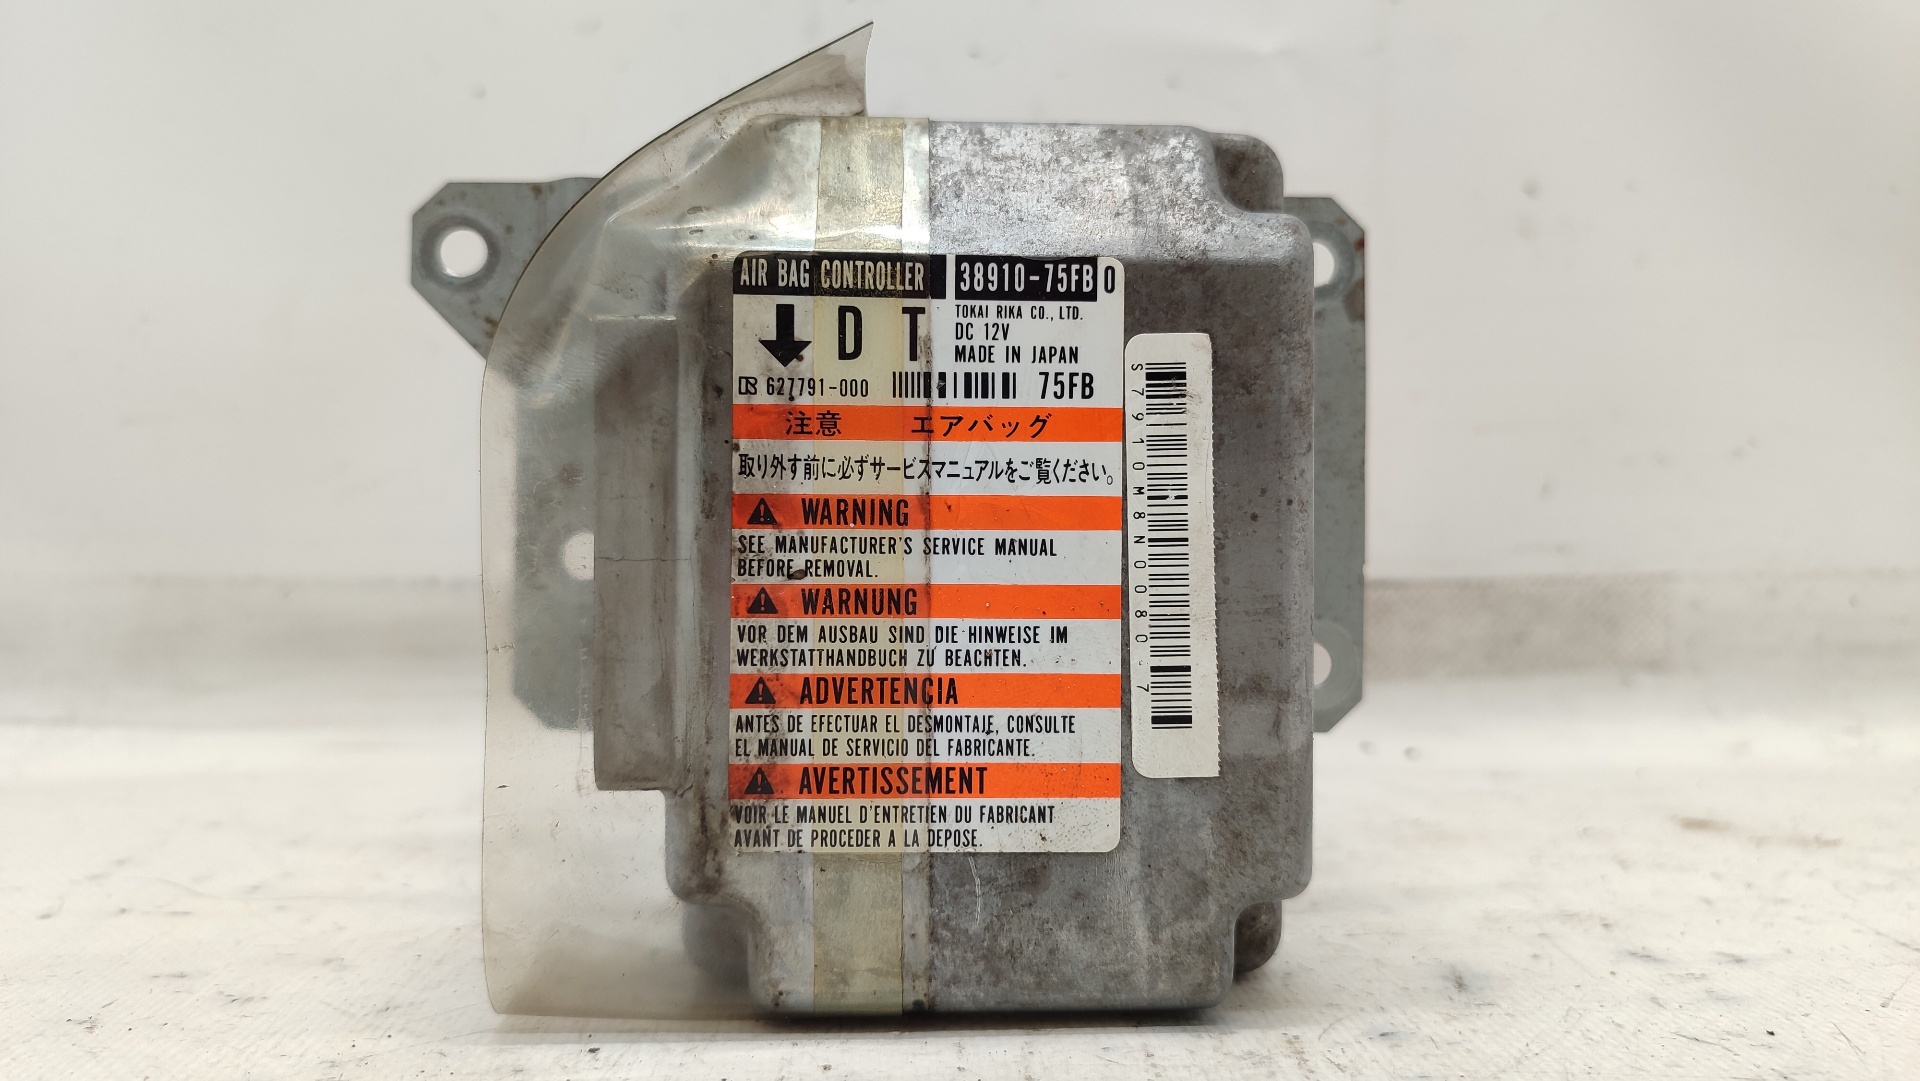 AIR BAG CONTROLLER 38910-75FB0
D T
TOKAI RIKA CO., LTD.
DC 12V
MADE IN JAPAN
627791-000 75FB
注意 エアバッグ
取り外す前に必ずサービスマニュアルをご覧ください。
WARNING
SEE MANUFACTURER'S SERVICE MANUAL
BEFORE REMOVAL.
WARNUNG
VOR DEM AUSBAU SIND DIE HINWEISE IM
WERKSTATTHANDBUCH ZU BEACHTEN.
ADVERTENCIA
ANTES DE EFECTUAR EL DESMONTAJE, CONSULTE
EL MANUAL DE SERVICIO DEL FABRICANTE.
AVERTISSEMENT
VOIR LE MANUEL D'ENTRETIEN DU FABRICANT
AVANT DE PROCEDER A LA DEPOSE.
S7910M8N0080-7